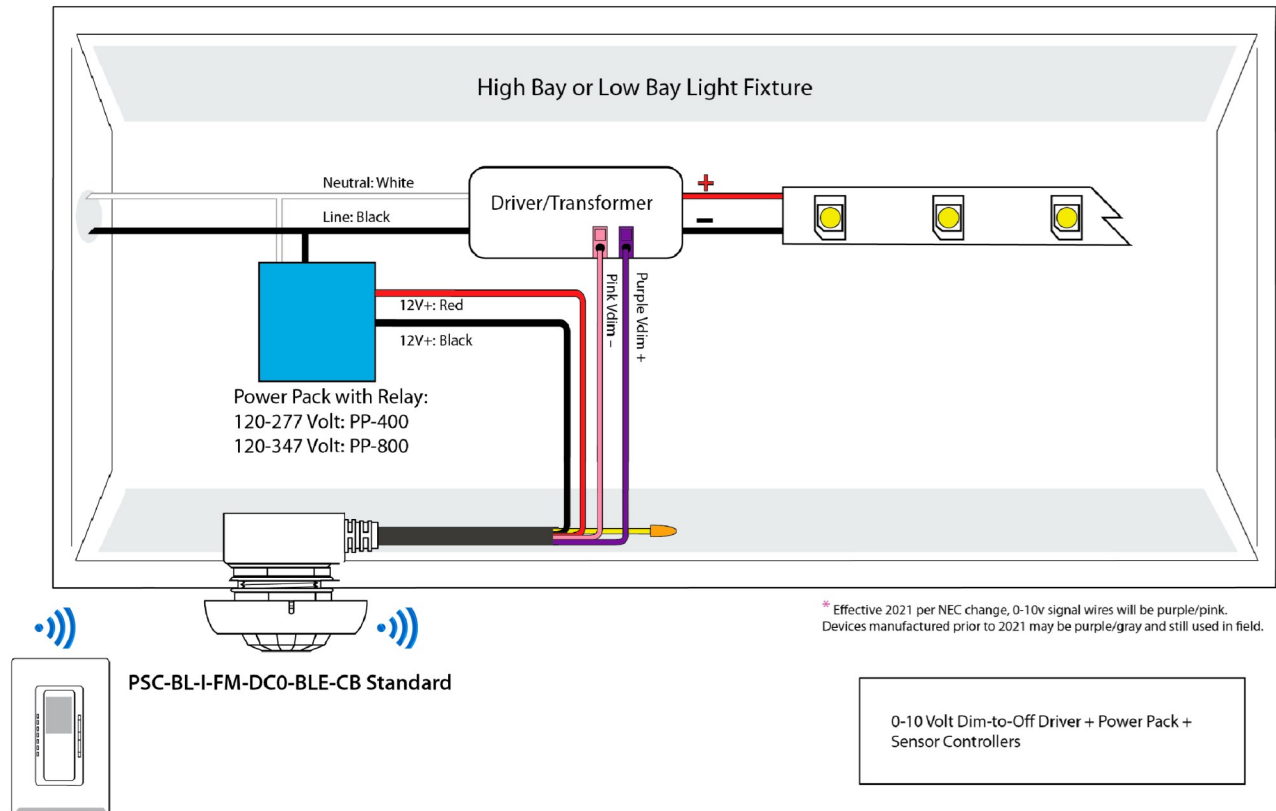 High Bay or Low Bay Light Fixture
Neutral: White
Driver/Transformer
+
Line: Black
–
Pink Vdim –
Purple Vdim +
12V+: Red
12V+: Black
Power Pack with Relay:
120-277 Volt: PP-400
120-347 Volt: PP-800
* Effective 2021 per NEC change, 0-10v signal wires will be purple/pink.
Devices manufactured prior to 2021 may be purple/gray and still used in field.
PSC-BL-I-FM-DC0-BLE-CB Standard
0-10 Volt Dim-to-Off Driver + Power Pack +
Sensor Controllers